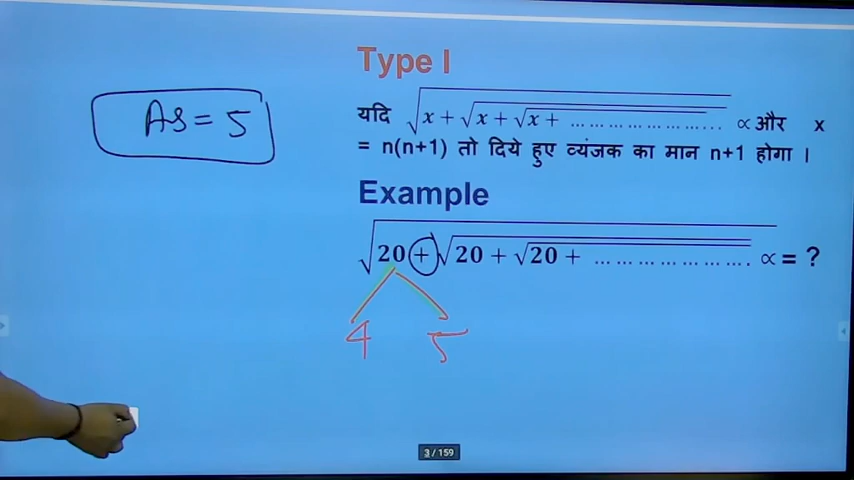 Type I
यदि √x + √x + √x + ... ... ... ... ... ... ... .. ∝ और x
= n(n+1) तो दिये हुए व्यंजक का मान n+1 होगा ।
As = 5
Example
√20 + √20 + √20 + ... ... ... ... ... ... ... . ∝ = ?
4 5
3 / 159